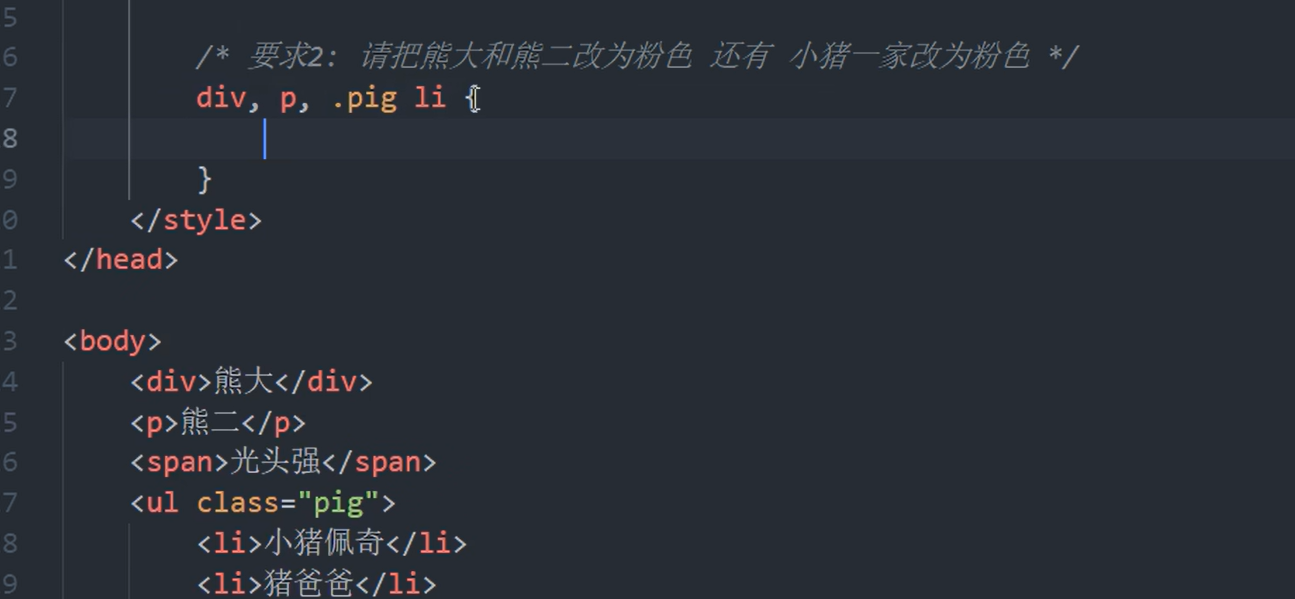 5
6 /* 要求2: 请把熊大和熊二改为粉色 还有 小猪一家改为粉色 */
7 div, p, .pig li {
8
9 }
0 </style>
1 </head>
2
3 <body>
4 <div>熊大</div>
5 <p>熊二</p>
6 <span>光头强</span>
7 <ul class="pig">
8 <li>小猪佩奇</li>
9 <li>猪爸爸</li>